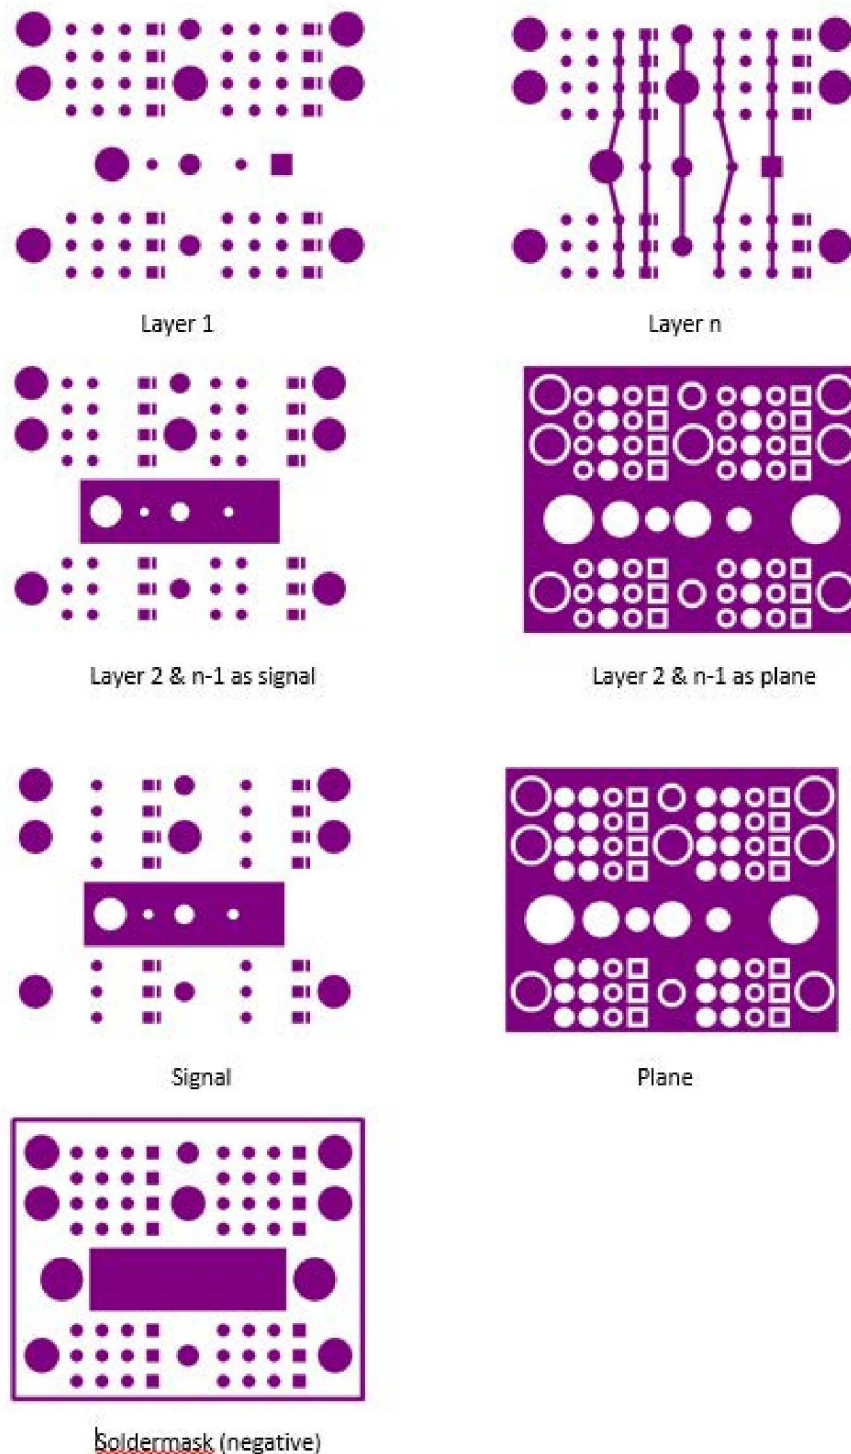 Layer 1
Layer n
Layer 2 & n-1 as signal
Layer 2 & n-1 as plane
Signal
Plane
Soldermask (negative)